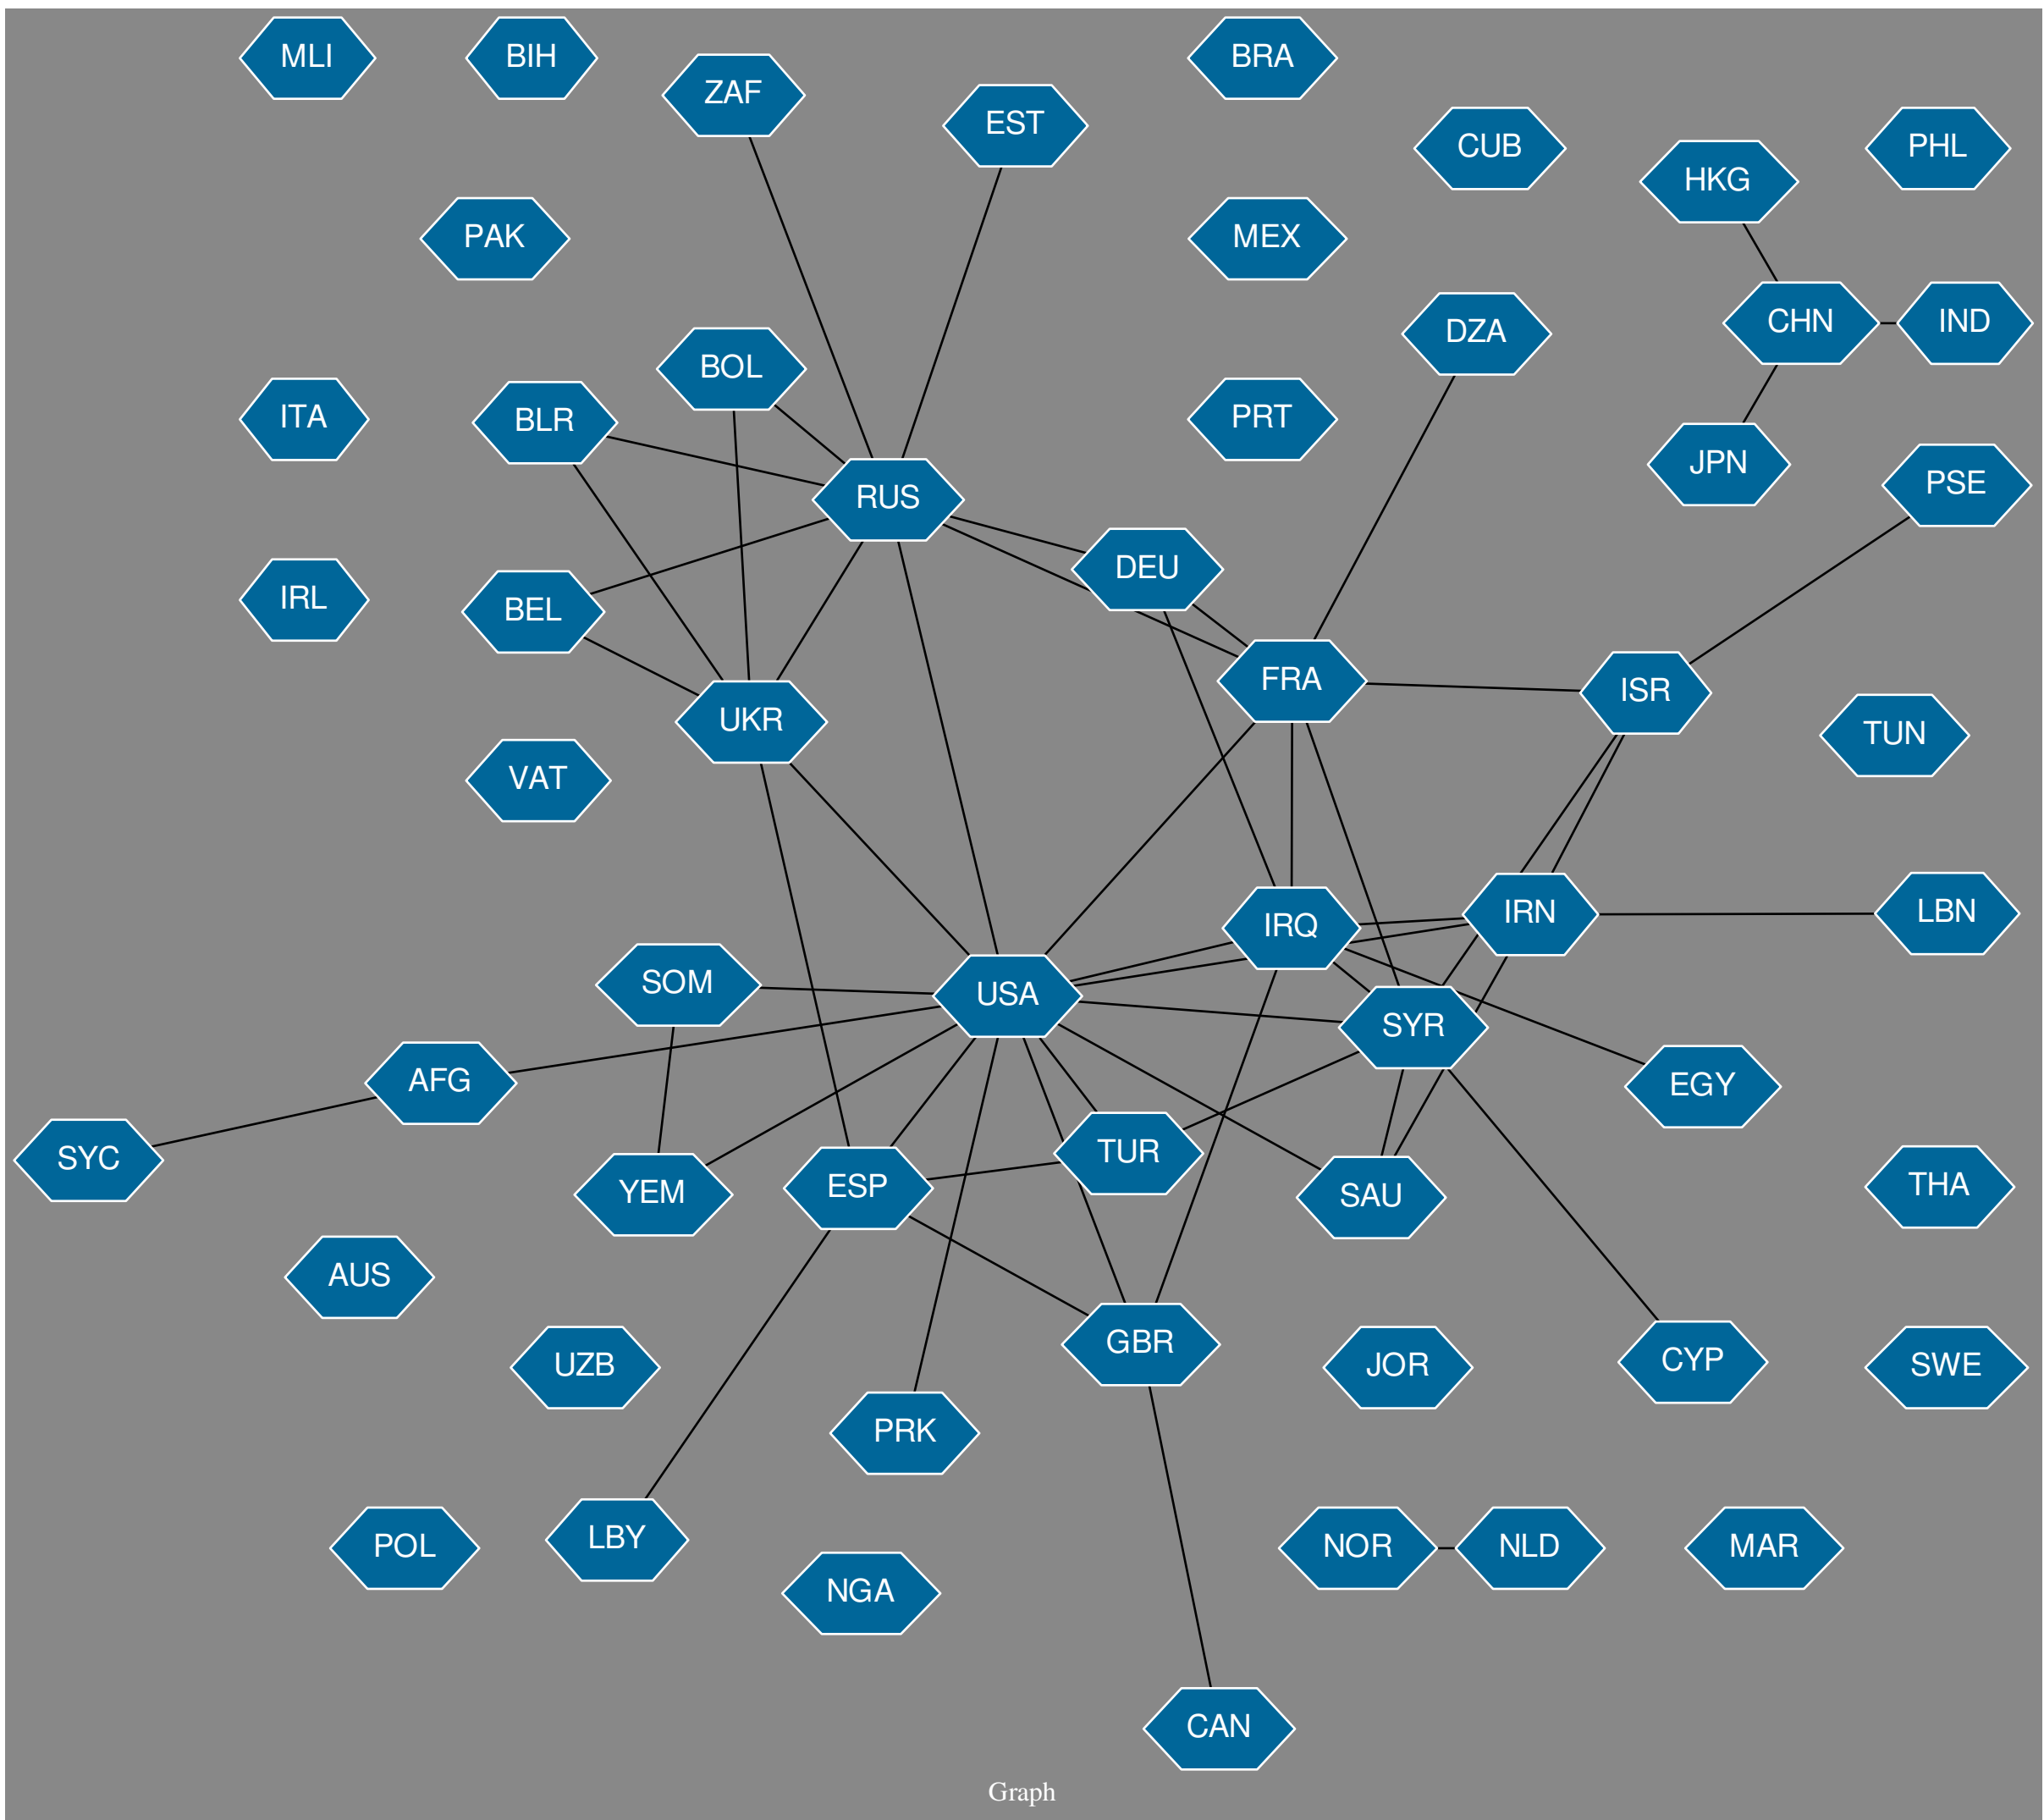 MLI
BIH
BRA
ZAF
EST
CUB
PHL
HKG
PAK
MEX
CHN
IND
DZA
BOL
ITA
BLR
PRT
JPN
PSE
RUS
DEU
IRL
BEL
FRA
ISR
UKR
TUN
VAT
IRQ
IRN
LBN
SOM
USA
SYR
AFG
EGY
SYC
TUR
YEM
ESP
SAU
THA
AUS
GBR
UZB
JOR
CYP
SWE
PRK
POL
LBY
NOR
NLD
MAR
NGA
CAN
Graph